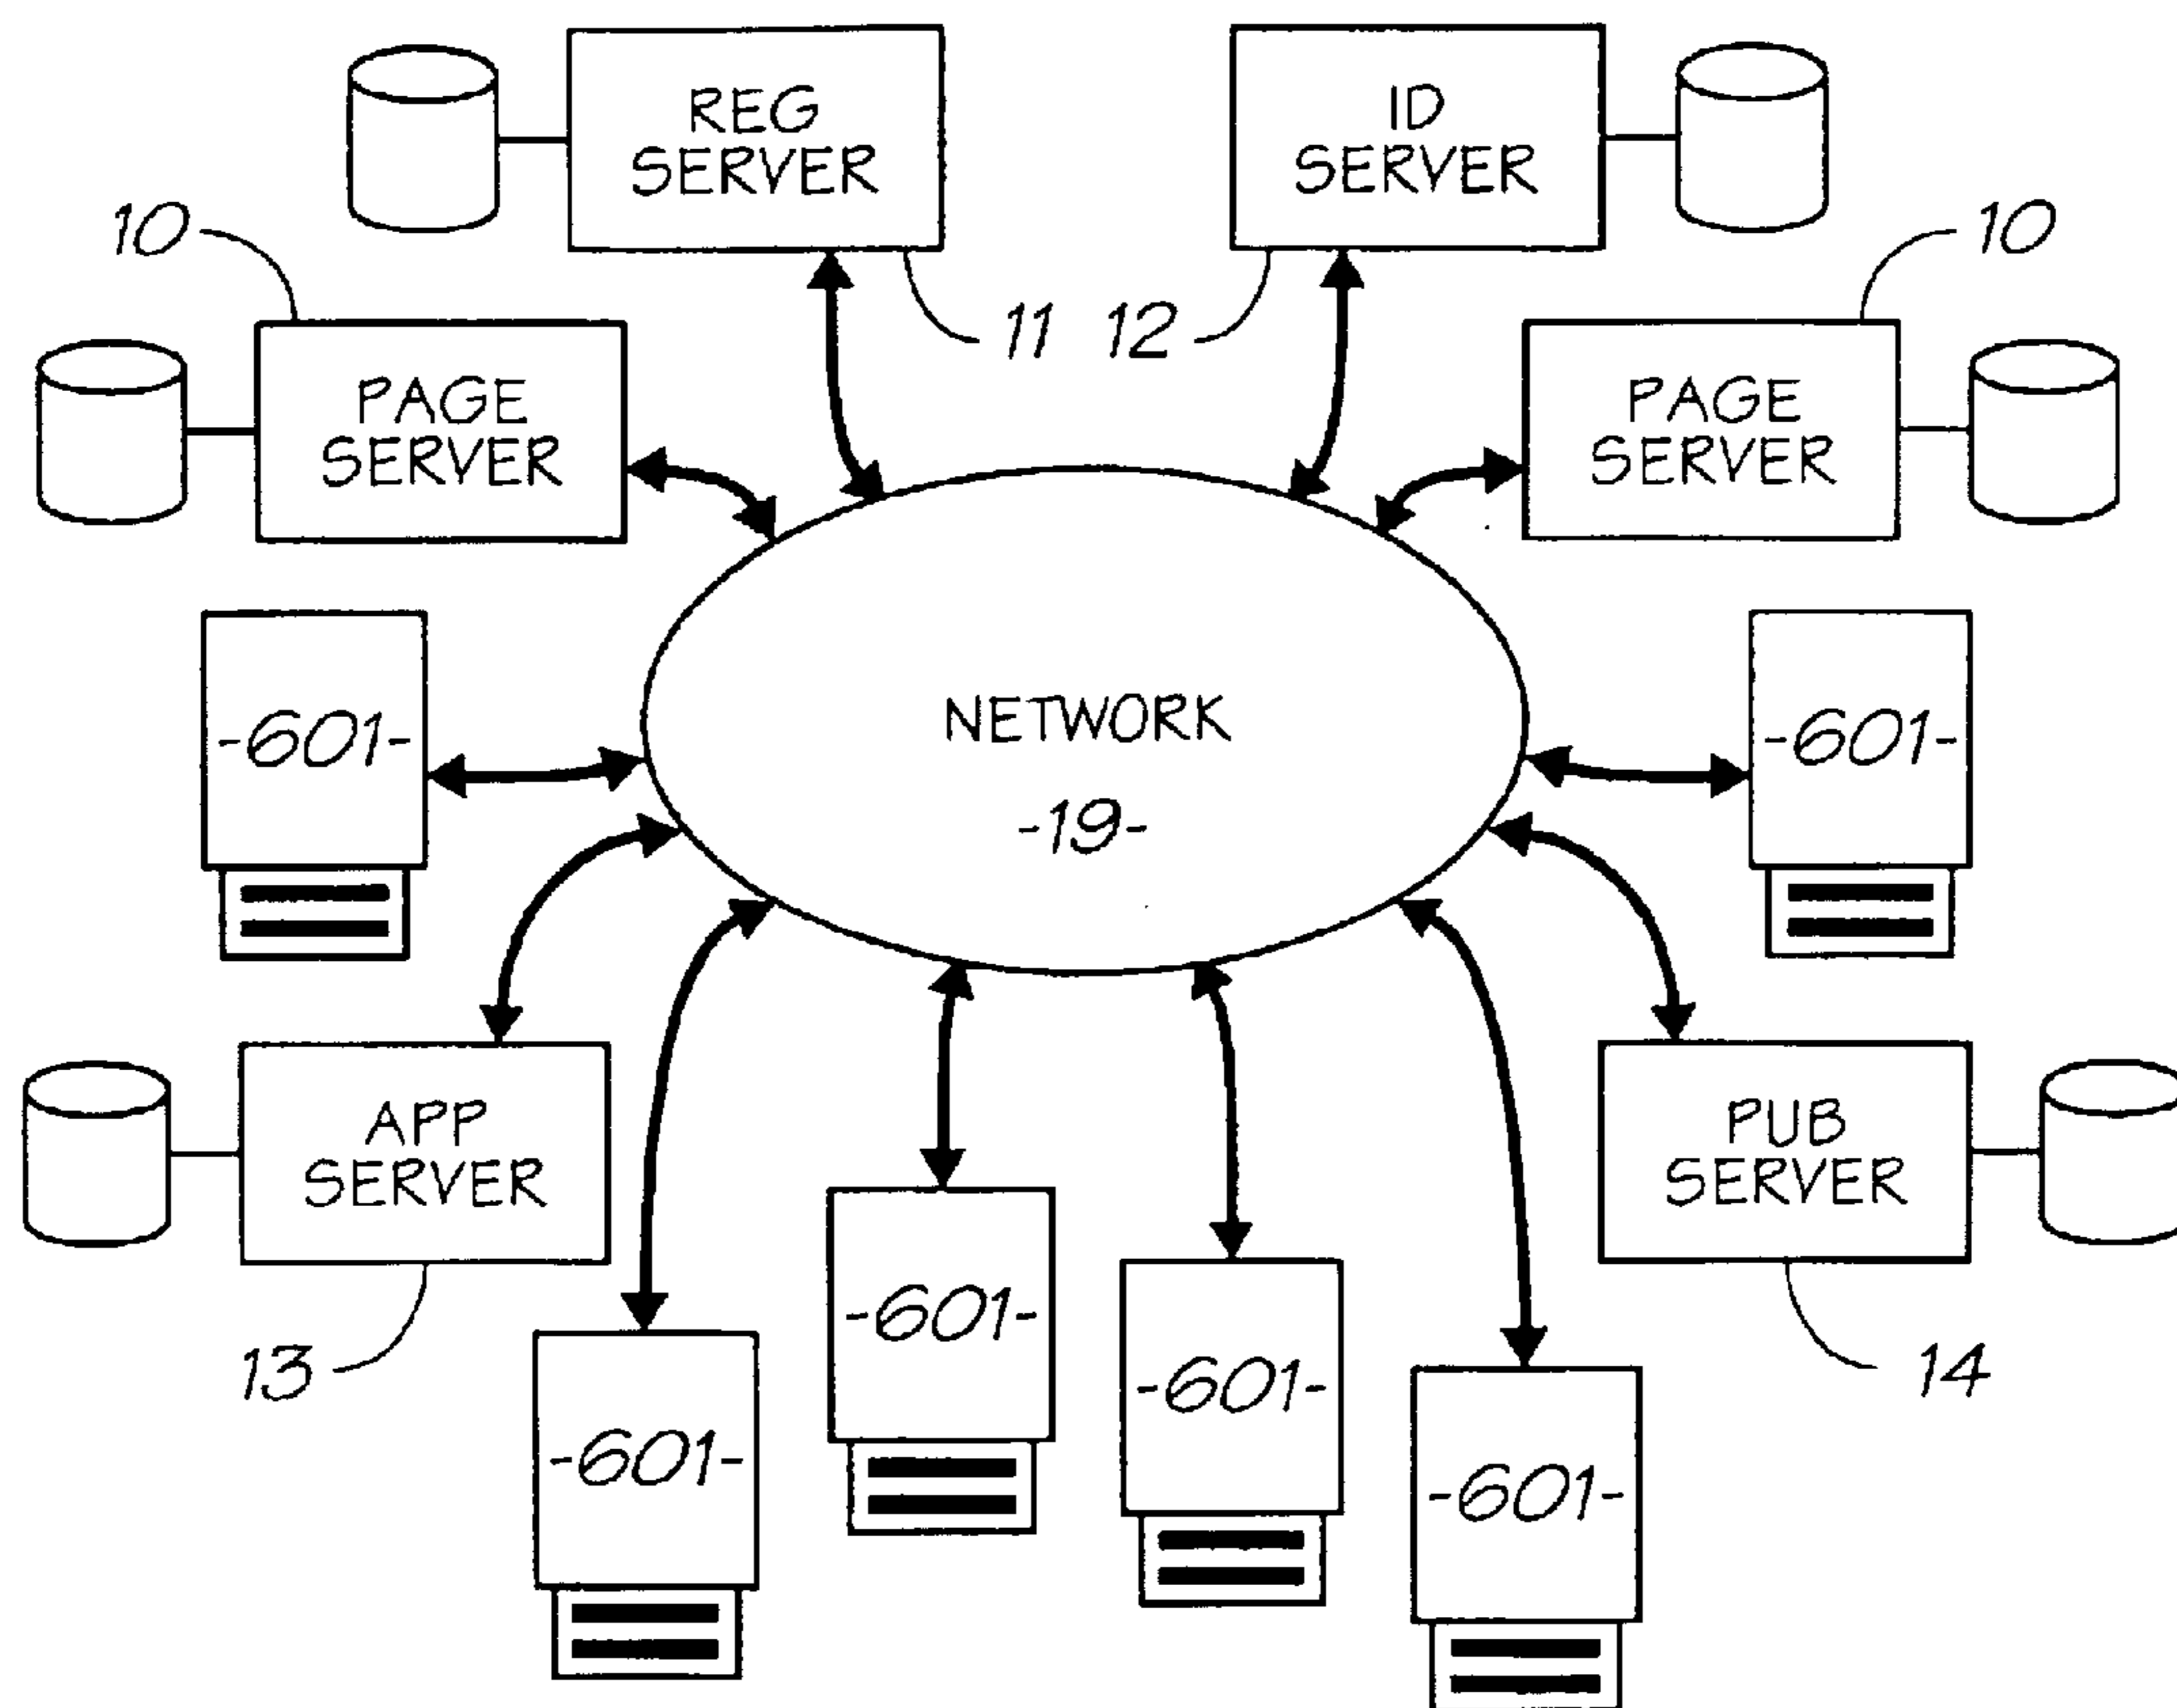 REG
SERVER
ID
SERVER
10
10
11
12
PAGE
SERVER
PAGE
SERVER
-601-
NETWORK
-19-
-601-
APP
SERVER
PUB
SERVER
-601-
-601-
13
14
-601-
-601-